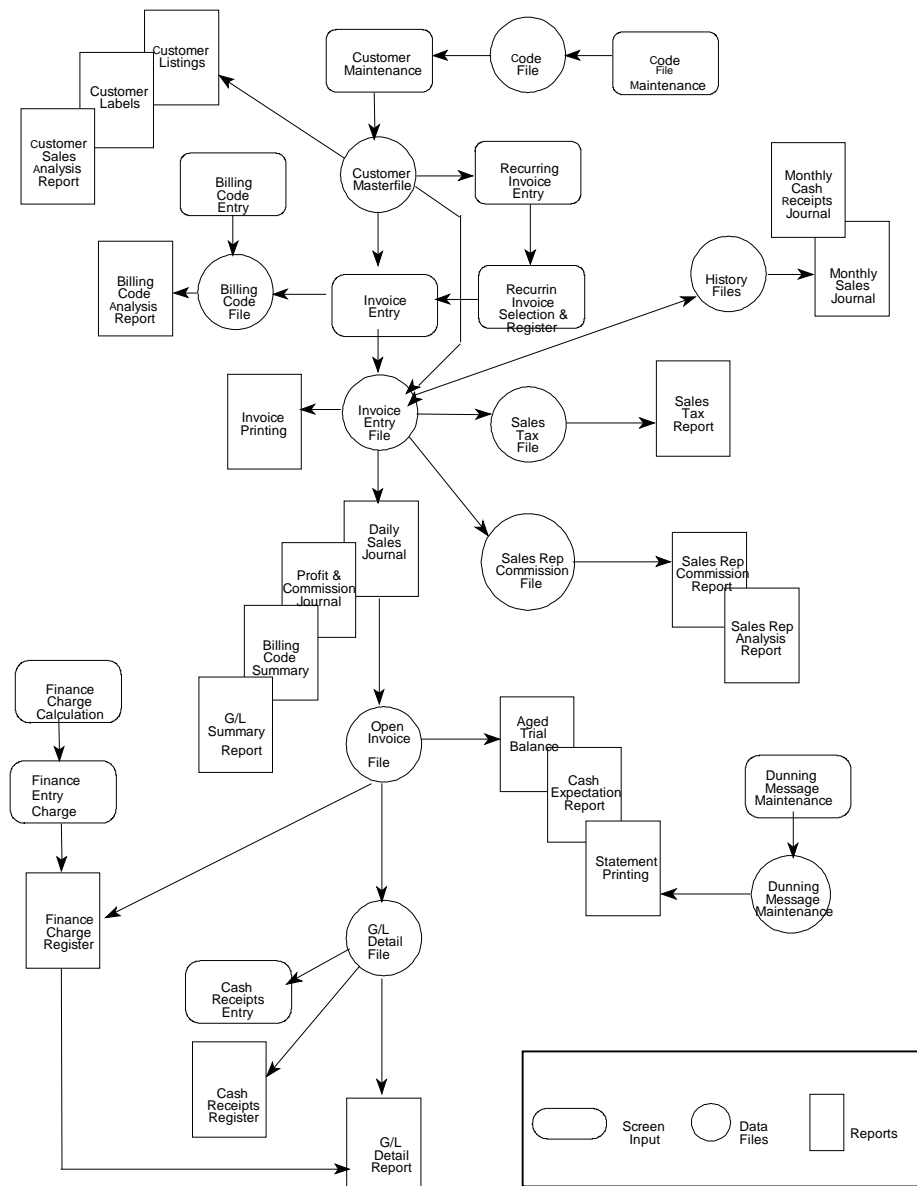 Customer
Listings
Customer
Labels
Customer
Sales
Analysis
Report
Customer
Maintenance
Code
File
Code
File
Maintenance
Customer
Masterfile
Recurring
Invoice
Entry
Billing
Code
Entry
Monthly
Cash
Receipts
Journal
Monthly
Sales
Journal
History
Files
Billing
Code
Analysis
Report
Billing
Code
File
Invoice
Entry
Recurrin
Invoice
Selection &
Register
Invoice
Printing
Invoice
Entry
File
Sales
Tax
File
Sales
Tax
Report
Daily
Sales
Journal
Profit &
Commission
Journal
Billing
Code
Summary
G/L
Summary
Report
Sales Rep
Commission
File
Sales Rep
Commission
Report
Sales Rep
Analysis
Report
Finance
Charge
Calculation
Finance
Entry
Charge
Open
Invoice
File
Aged
Trial
Balance
Cash
Expectation
Report
Statement
Printing
Dunning
Message
Maintenance
Dunning
Message
Maintenance
Finance
Charge
Register
G/L
Detail
File
Cash
Receipts
Entry
Cash
Receipts
Register
G/L
Detail
Report
Screen
Input
Data
Files
Reports